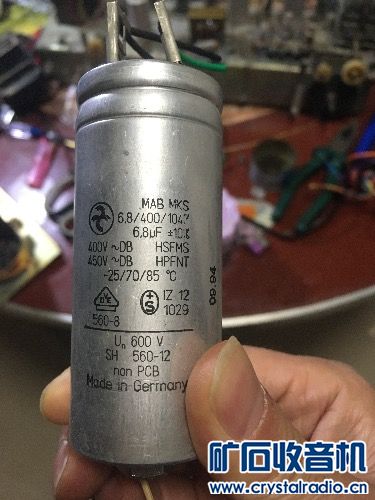 MAB MKS
6,8/400/1042
6,8µF ±10%
400V ~DB HSFMS
450V ~DB HPFNT
-25/70/85 °C
VDE
560-8
S
IZ 12
1029
09.94
Un 600 V
SH 560-12
non PCB
Made in Germany
矿石收音机
www.crystalradio.cn